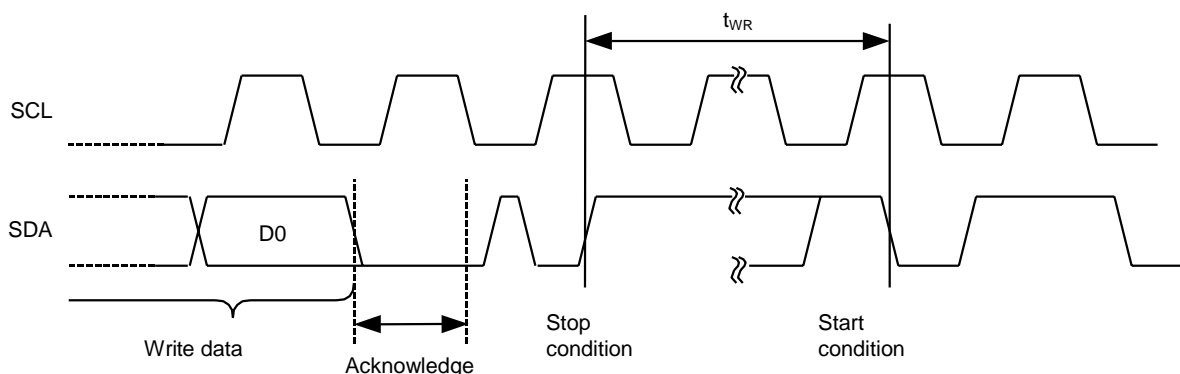 tWR
SCL
SDA
D0
Write data
Acknowledge
Stop
condition
Start
condition